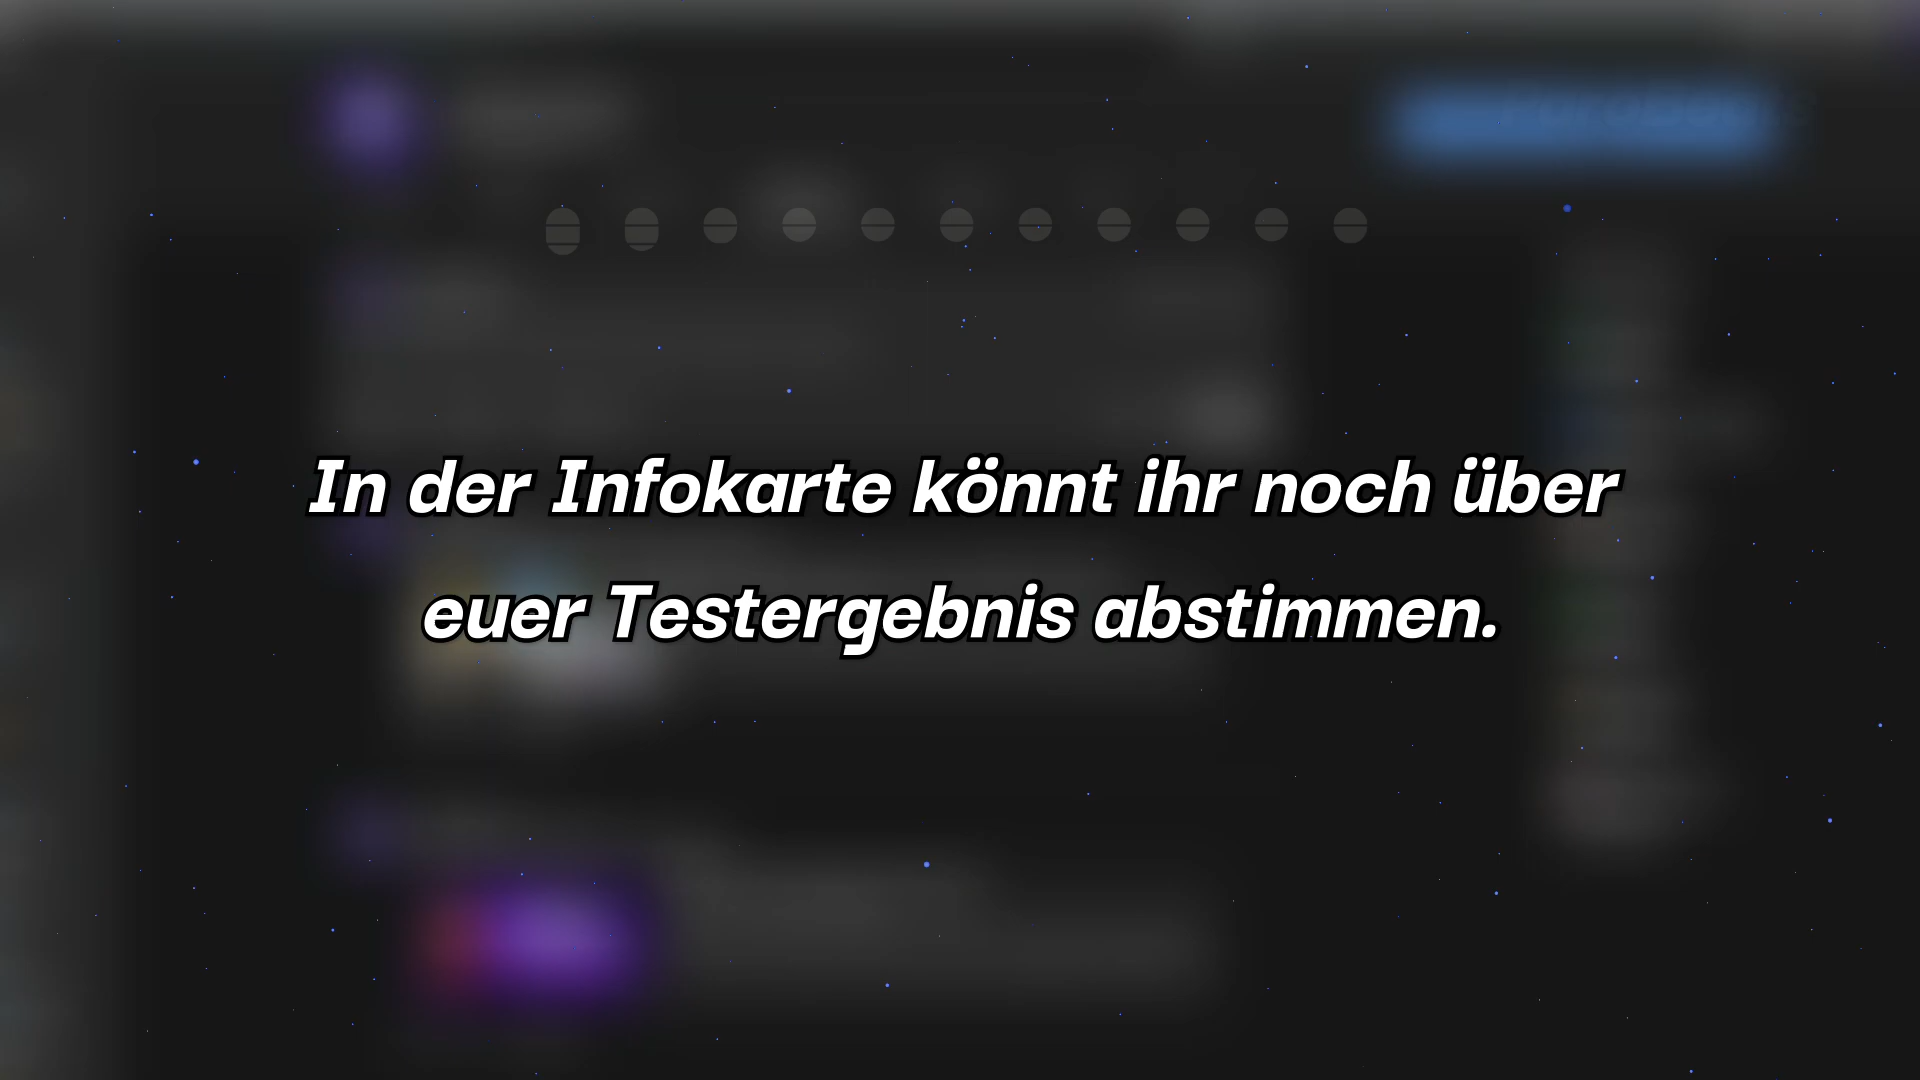 In der Infokarte könnt ihr noch über
euer Testergebnis abstimmen.